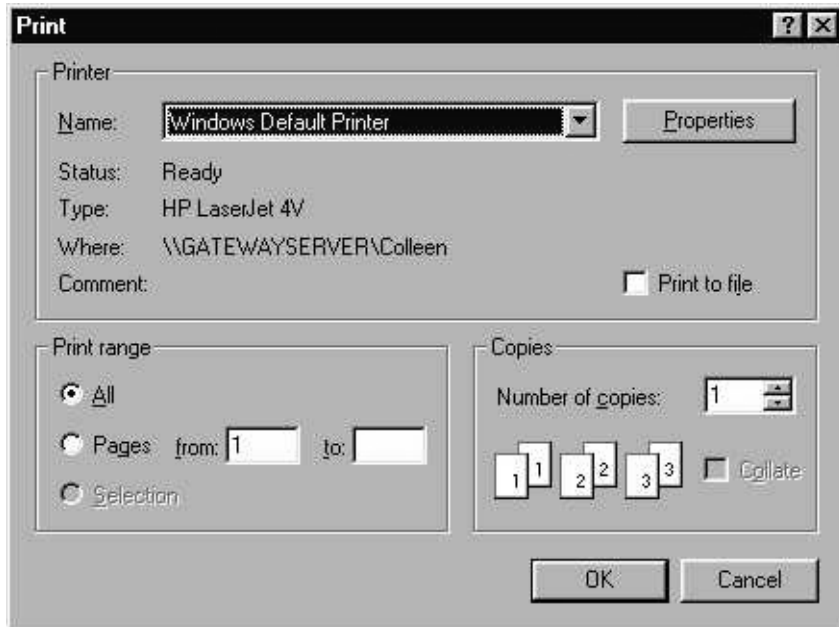 Print
Printer
Name: Windows Default Printer Properties
Status: Ready
Type: HP LaserJet 4V
Where: \\GATEWAYSERVER\Colleen
Comment: Print to file
Print range
All
Pages from: 1 to:
Selection
Copies
Number of copies: 1
1 1 2 2 3 3 Collate
OK Cancel